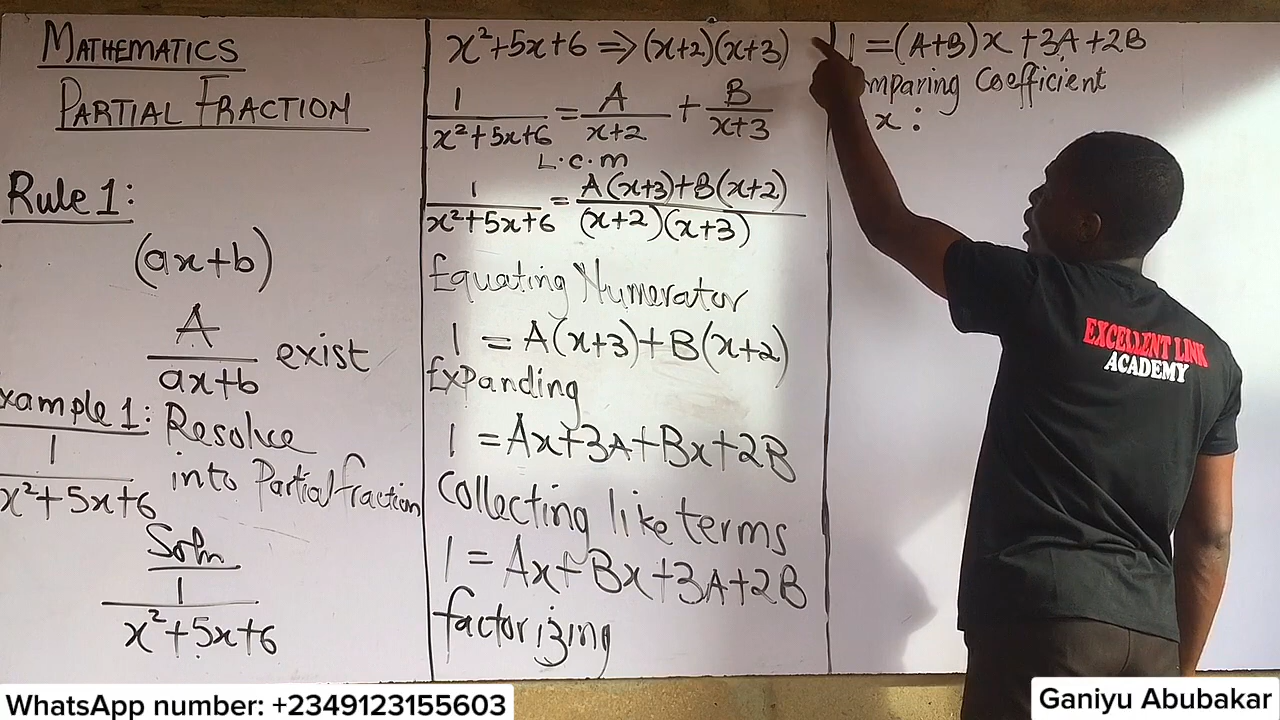 MATHEMATICS
PARTIAL FRACTION
Rule 1:
(ax+b)
A
ax+b exist
xample 1: Resolve
1
x²+5x+6 into Partial fraction
Soln
1
x²+5x+6
x²+5x+6 => (x+2)(x+3)
1/x²+5x+6 = A/x+2 + B/x+3
L.c.m
1/x²+5x+6 = A(x+3)+B(x+2)/(x+2)(x+3)
Equating Numerator
1 = A(x+3)+B(x+2)
Expanding
1 = Ax+3A+Bx+2B
Collecting like terms
1 = Ax+Bx+3A+2B
factorizing
1 = (A+B)x +3A+2B
mparing Coefficient
x:
EXCELLENT LINK
ACADEMY
WhatsApp number: +2349123155603
Ganiyu Abubakar